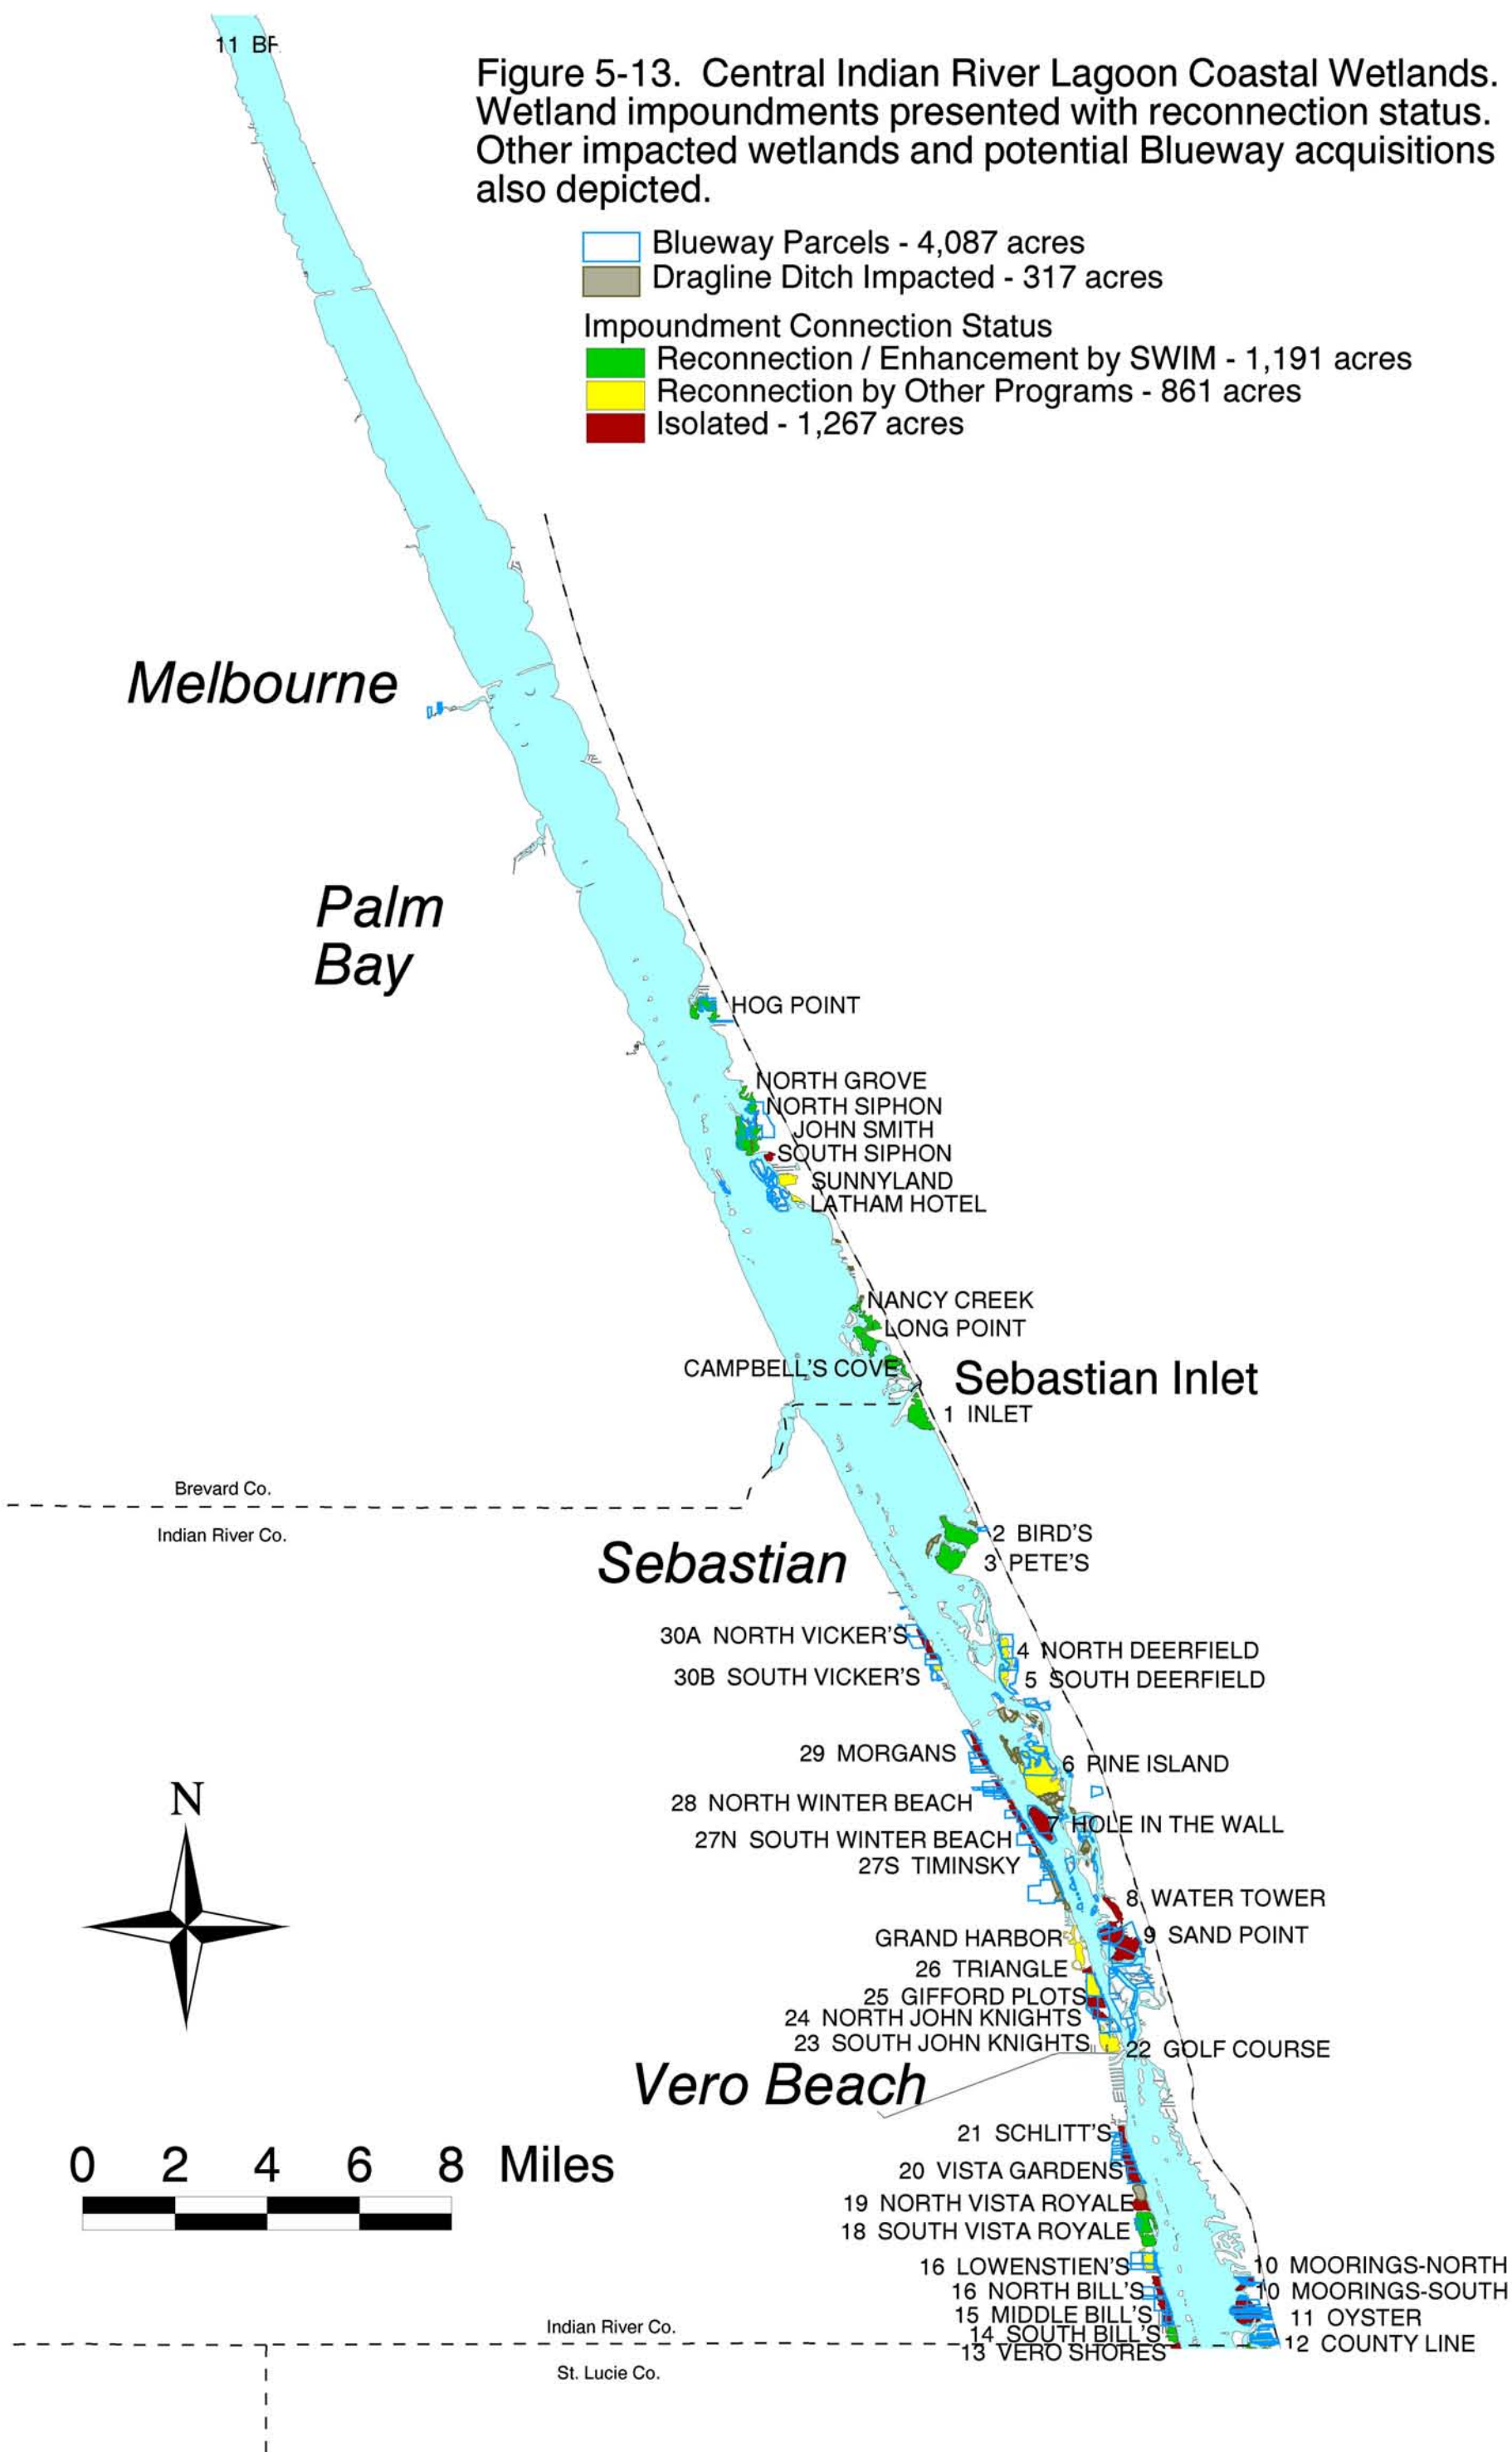 11 BF
Figure 5-13. Central Indian River Lagoon Coastal Wetlands.
Wetland impoundments presented with reconnection status.
Other impacted wetlands and potential Blueway acquisitions
also depicted.
Blueway Parcels - 4,087 acres
Dragline Ditch Impacted - 317 acres
Impoundment Connection Status
Reconnection / Enhancement by SWIM - 1,191 acres
Reconnection by Other Programs - 861 acres
Isolated - 1,267 acres
Melbourne
Palm
Bay
HOG POINT
NORTH GROVE
NORTH SIPHON
JOHN SMITH
SOUTH SIPHON
SUNNYLAND
LATHAM HOTEL
NANCY CREEK
LONG POINT
CAMPBELL'S COVE
Sebastian Inlet
1 INLET
Brevard Co.
Indian River Co.
2 BIRD'S
3 PETE'S
Sebastian
30A NORTH VICKER'S
4 NORTH DEERFIELD
30B SOUTH VICKER'S
5 SOUTH DEERFIELD
29 MORGANS
6 PINE ISLAND
28 NORTH WINTER BEACH
7 HOLE IN THE WALL
27N SOUTH WINTER BEACH
27S TIMINSKY
N
8 WATER TOWER
9 SAND POINT
GRAND HARBOR
26 TRIANGLE
25 GIFFORD PLOTS
24 NORTH JOHN KNIGHTS
23 SOUTH JOHN KNIGHTS
22 GOLF COURSE
Vero Beach
21 SCHLITT'S
0 2 4 6 8 Miles
20 VISTA GARDENS
19 NORTH VISTA ROYALE
18 SOUTH VISTA ROYALE
16 LOWENSTIEN'S
10 MOORINGS-NORTH
16 NORTH BILL'S
10 MOORINGS-SOUTH
15 MIDDLE BILL'S
11 OYSTER
Indian River Co.
14 SOUTH BILL'S
12 COUNTY LINE
13 VERO SHORES
St. Lucie Co.